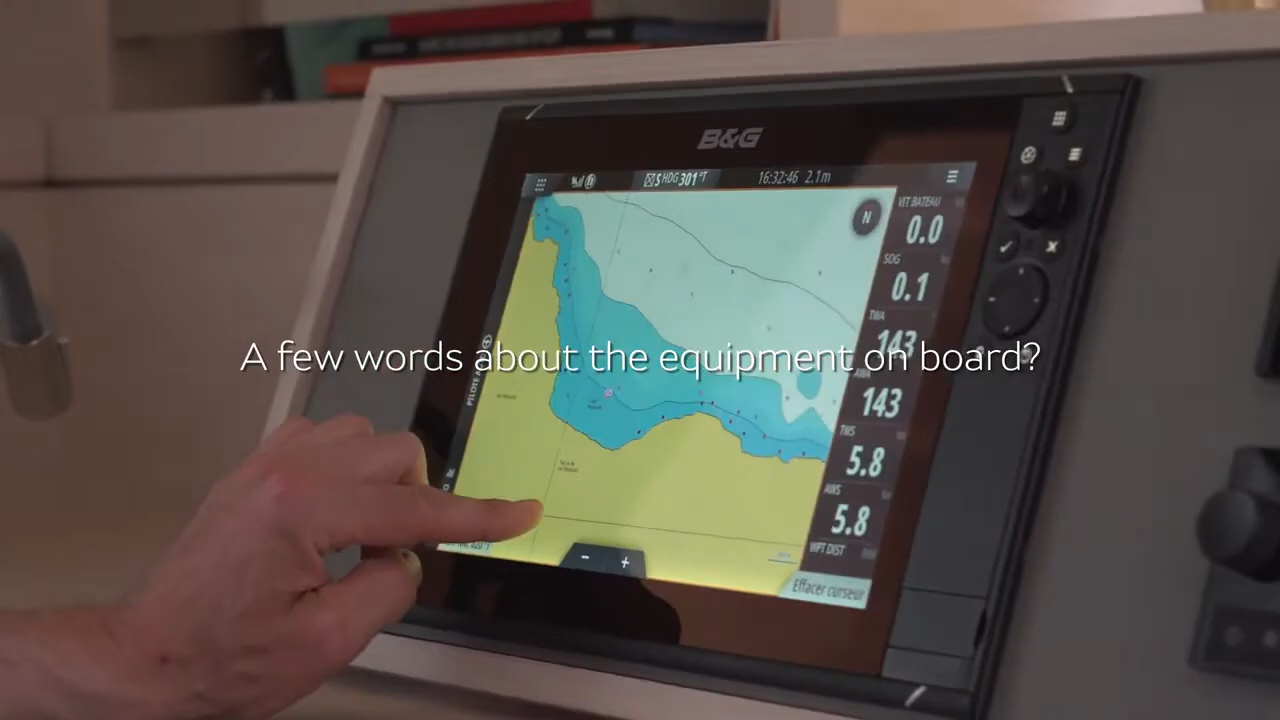 B&G
S HDG 301 °T
16:32:46 2.1m
N
VIT BATEAU
0.0
SOG
0.1
TWA
143
A few words about the equipment on board?
AWA
143
TWS
5.8
AWS
5.8
WPT DIST
- +
Effacer curseur